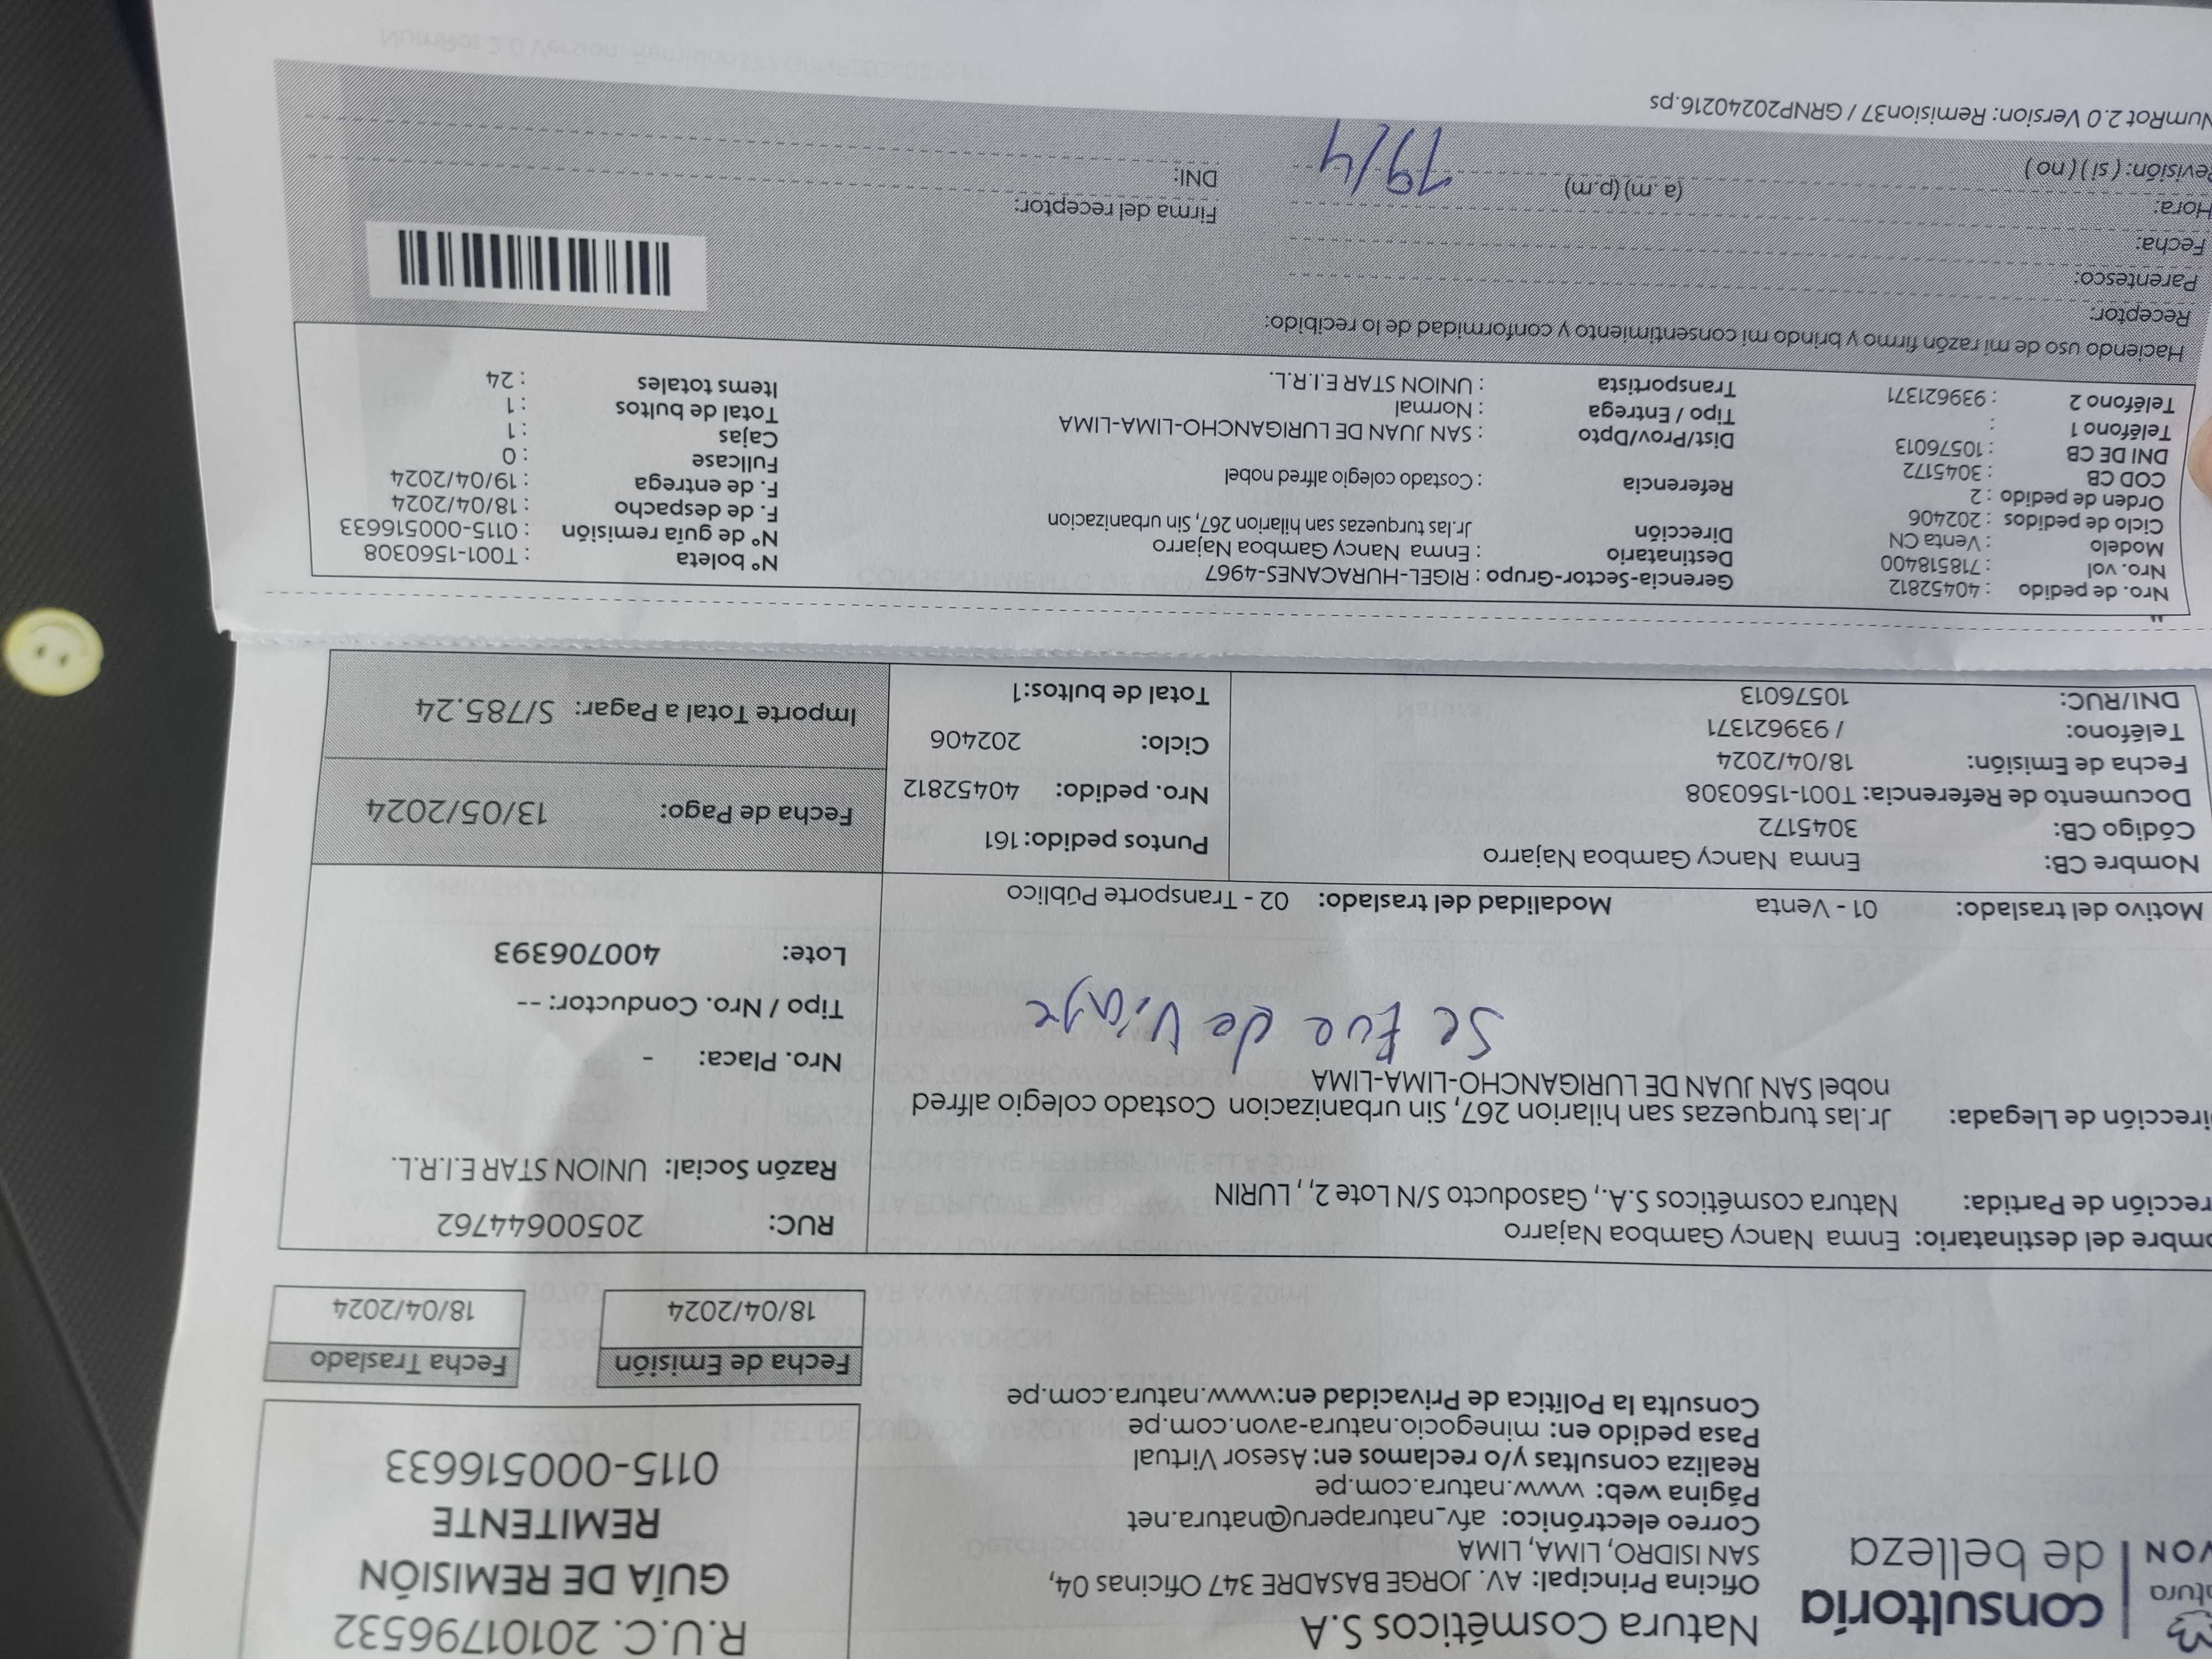 consultoría
de belleza
Natura Cosméticos S.A
Oficina Principal: AV. JORGE BASADRE 347 Oficinas 04,
SAN ISIDRO, LIMA, LIMA
Correo electrónico: afv_naturaperu@natura.net
Página web: www.natura.com.pe
Realiza consultas y/o reclamos en: Asesor Virtual
Pasa pedido en: minegocio.natura-avon.com.pe
Consulta la Política de Privacidad en:www.natura.com.pe
R.U.C. 20101796532
GUÍA DE REMISIÓN
REMITENTE
0115-000516633
Fecha de Emisión
18/04/2024
Fecha Traslado
18/04/2024
mbre del destinatario: Enma Nancy Gamboa Najarro
rección de Partida: Natura cosméticos S.A., Gasoducto S/N Lote 2, , LURIN
irección de Llegada: Jr.las turquezas san hilarion 267, Sin urbanizacion Costado colegio alfred
nobel SAN JUAN DE LURIGANCHO-LIMA-LIMA
Se Fue de Viaje
RUC: 20500644762
Razón Social: UNION STAR E.I.R.L.
Nro. Placa: -
Tipo / Nro. Conductor: --
Lote: 400706393
Motivo del traslado: 01 - Venta Modalidad del traslado: 02 - Transporte Público
Nombre CB: Enma Nancy Gamboa Najarro
Código CB: 3045172
Documento de Referencia: T001-1560308
Fecha de Emisión: 18/04/2024
Teléfono: / 939621371
DNI/RUC: 10576013
Puntos pedido: 161
Nro. pedido: 40452812
Ciclo: 202406
Total de bultos:1
Fecha de Pago: 13/05/2024
Importe Total a Pagar: S/785.24
Nro. de pedido : 40452812
Nro. vol : 718518400
Modelo : Venta CN
Ciclo de pedidos : 202406
Orden de pedido : 2
COD CB : 3045172
DNI DE CB : 10576013
Teléfono 1 :
Teléfono 2 : 939621371
Gerencia-Sector-Grupo : RIGEL-HURACANES-4967
Destinatario : Enma Nancy Gamboa Najarro
Dirección Jr.las turquezas san hilarion 267, Sin urbanizacion
Referencia : Costado colegio alfred nobel
Dist/Prov/Dpto : SAN JUAN DE LURIGANCHO-LIMA-LIMA
Tipo / Entrega : Normal
Transportista : UNION STAR E.I.R.L.
N° boleta : T001-1560308
N° de guía remisión : 0115-000516633
F. de despacho : 18/04/2024
F. de entrega : 19/04/2024
Fullcase : 0
Cajas : 1
Total de bultos : 1
Items totales : 24
Haciendo uso de mi razón firmo y brindo mi consentimiento y conformidad de lo recibido:
Receptor:
Parentesco:
Fecha:
Hora: (a. m) (p.m)
Revisión: ( si ) ( no )
19/4
Firma del receptor:
DNI:
NumRot 2.0 Version: Remision37 / GRNP20240216.ps